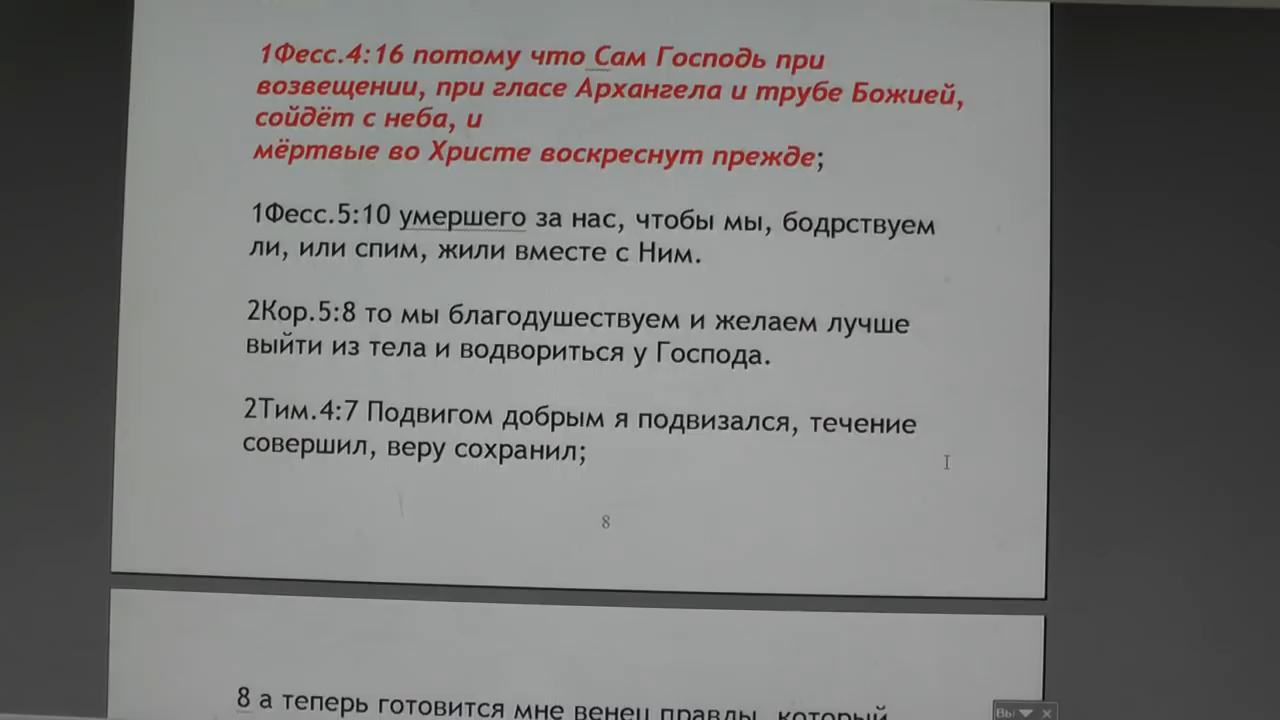 1Фесс.4:16 потому что Сам Господь при
возвещении, при гласе Архангела и трубе Божией,
сойдёт с неба, и
мёртвые во Христе воскреснут прежде;
1Фесс.5:10 умершего за нас, чтобы мы, бодрствуем
ли, или спим, жили вместе с Ним.
2Кор.5:8 то мы благодушествуем и желаем лучше
выйти из тела и водвориться у Господа.
2Тим.4:7 Подвигом добрым я подвизался, течение
совершил, веру сохранил;
8
8 а теперь готовится мне венец правды, который
Вы